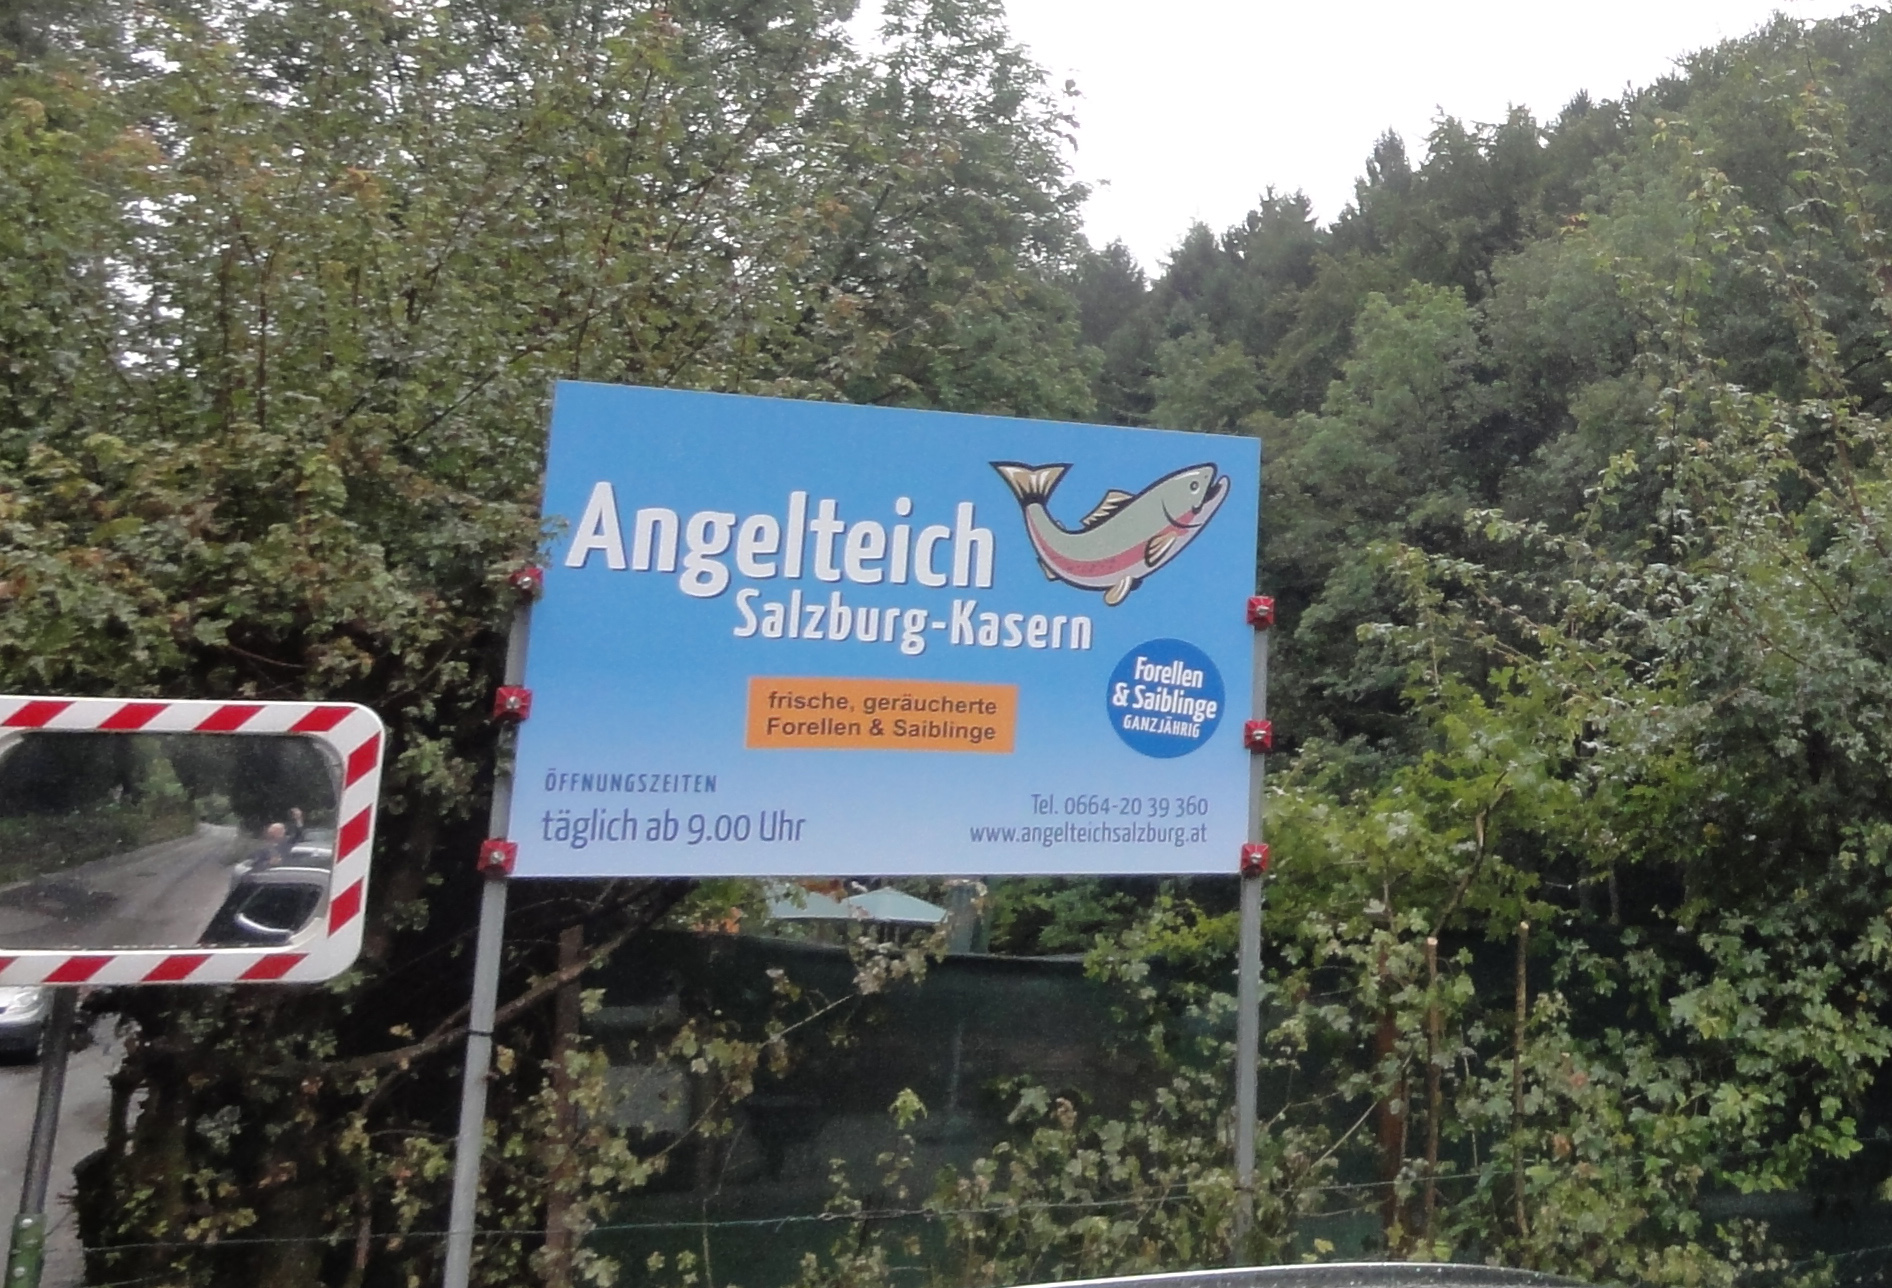 Angelteich
Salzburg-Kasern
frische, geräucherte
Forellen & Saiblinge
Forellen
& Saiblinge
GANZJÄHRIG
ÖFFNUNGSZEITEN
täglich ab 9.00 Uhr
Tel. 0664-20 39 360
www.angelteichsalzburg.at